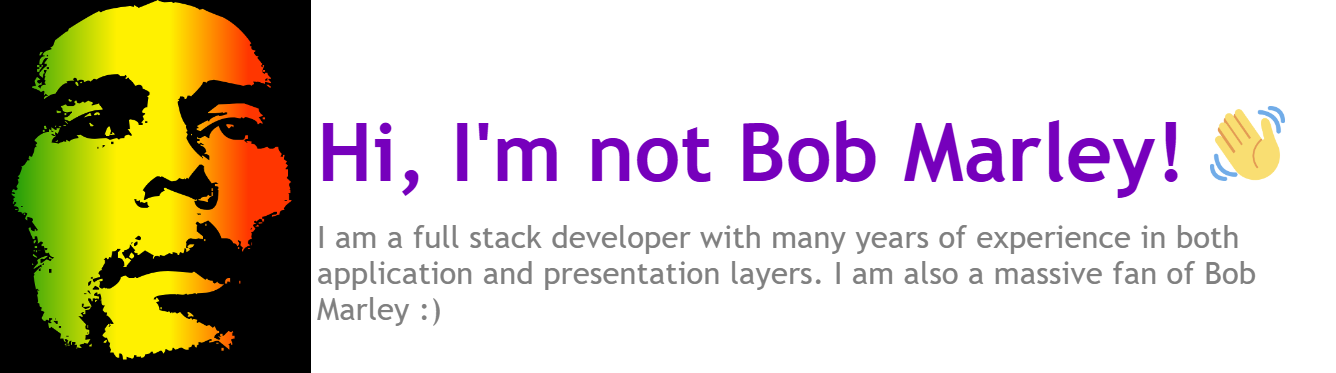 Hi, I'm not Bob Marley! 👋
I am a full stack developer with many years of experience in both
application and presentation layers. I am also a massive fan of Bob
Marley :)